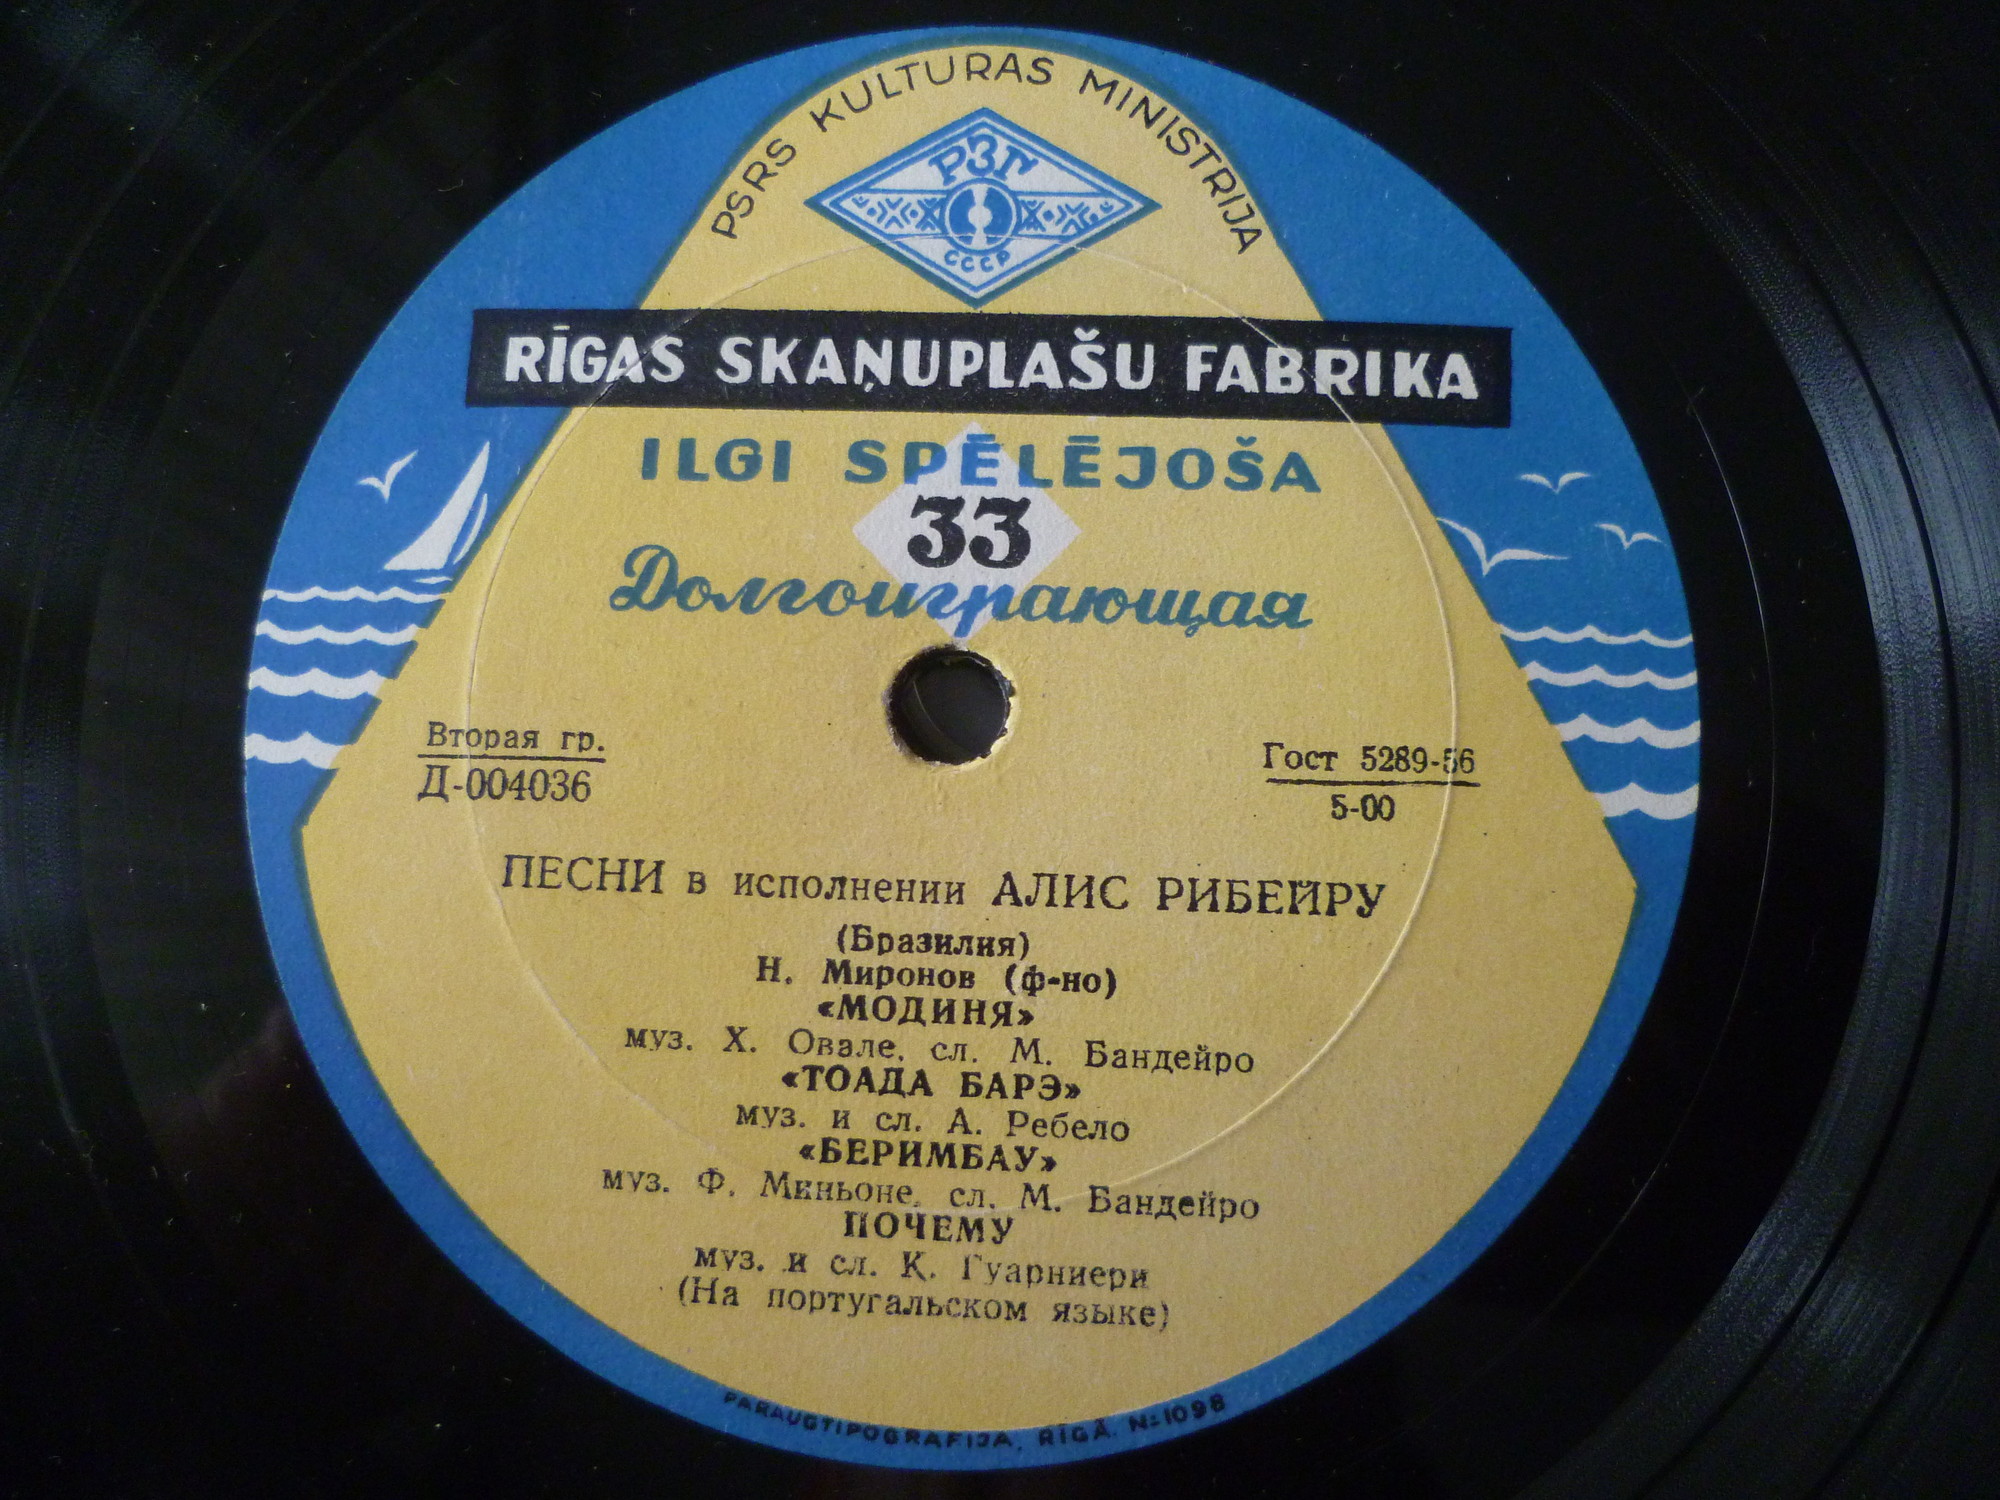 PSRS KULTURAS MINISTRIJA
РЗГ
СССР
RĪGAS SKAŅUPLAŠU FABRIKA
ILGI SPĒLĒJOŠA
33
Долгоиграющая
Вторая гр.
Д-004036
Гост 5289-56
5-00
ПЕСНИ в исполнении АЛИС РИБЕЙРУ
(Бразилия)
Н. Миронов (ф-но)
«МОДИНЯ»
муз. Х. Овале, сл. М. Бандейро
«ТОАДА БАРЭ»
муз. и сл. А. Ребело
«БЕРИМБАУ»
муз. Ф. Миньоне, сл. М. Бандейро
ПОЧЕМУ
муз. и сл. К. Гуарниери
(На португальском языке)
PARAUGTIPOGRAFIJA, RĪGĀ. № 1098